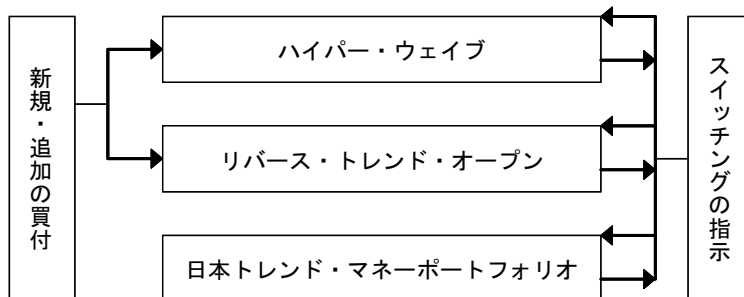 新規・追加の買付
ハイパー・ウェイブ
リバース・トレンド・オープン
日本トレンド・マネーポートフォリオ
スイッチングの指示